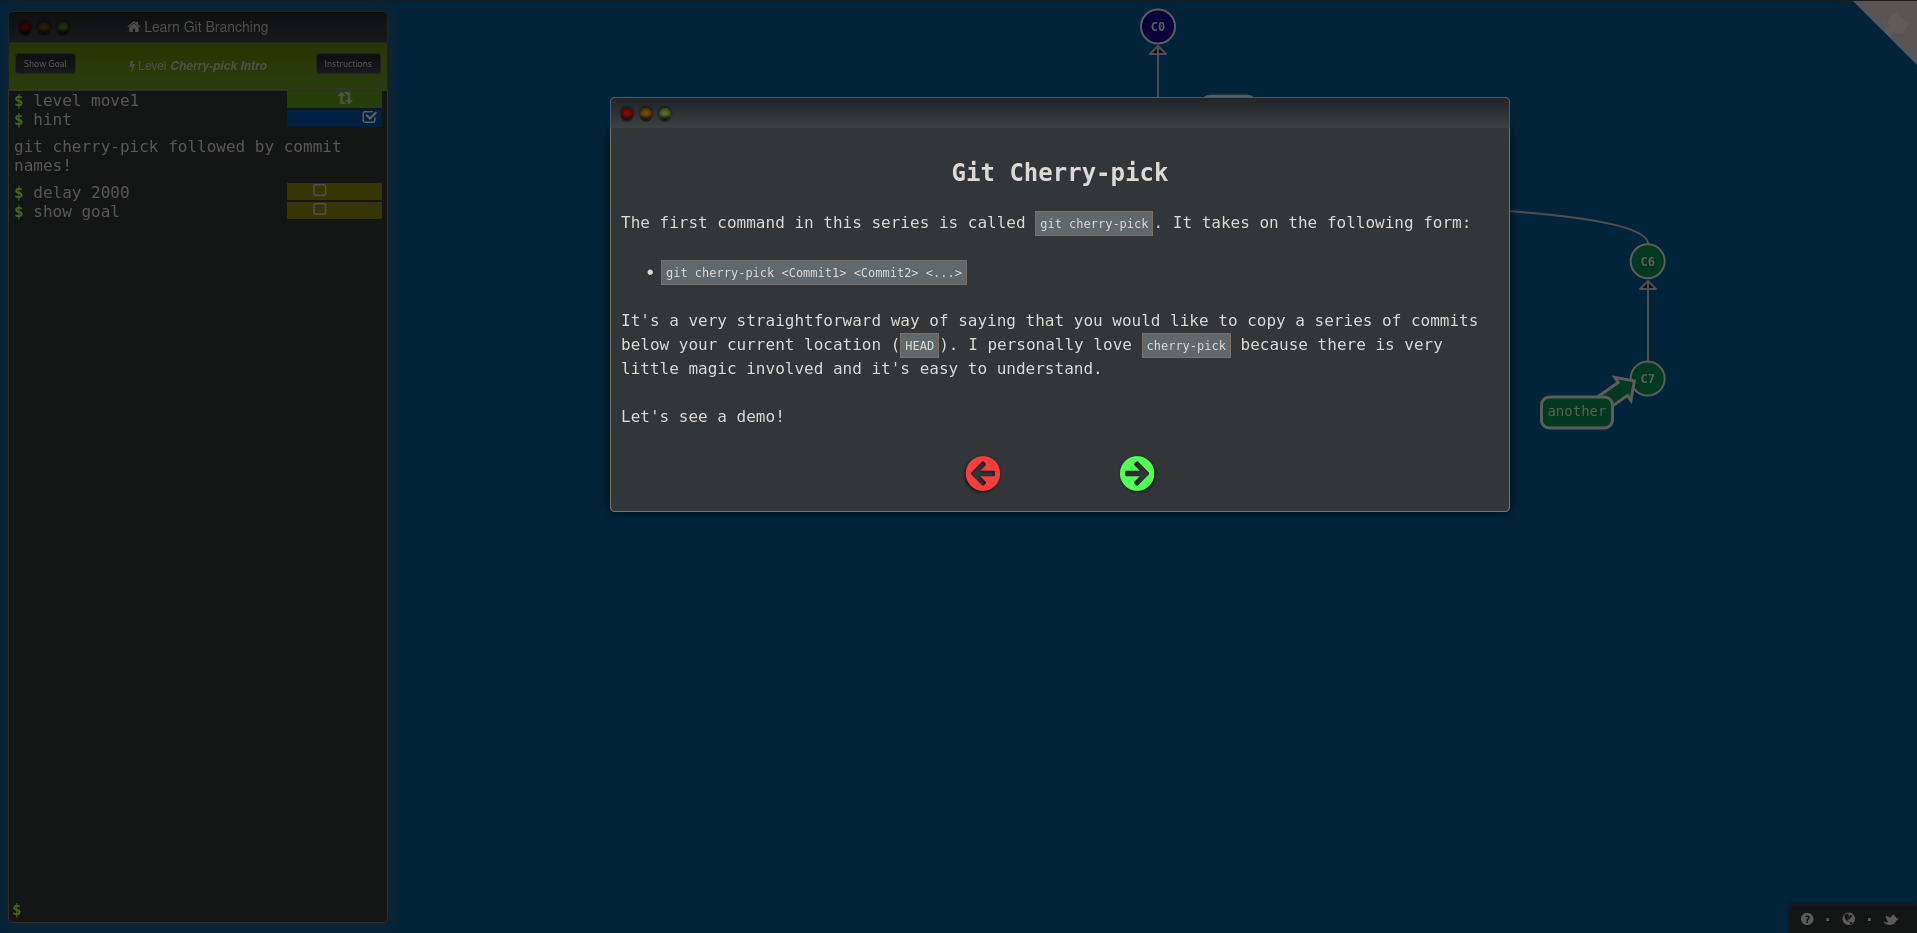 Learn Git Branching
Show Goal
Level Cherry-pick Intro
Instructions
$ level move1
$ hint
git cherry-pick followed by commit
names!
$ delay 2000
$ show goal
$
C0
Git Cherry-pick
The first command in this series is called git cherry-pick. It takes on the following form:
• git cherry-pick <Commit1> <Commit2> <...>
It's a very straightforward way of saying that you would like to copy a series of commits
below your current location (HEAD). I personally love cherry-pick because there is very
little magic involved and it's easy to understand.
Let's see a demo!
C6
C7
another